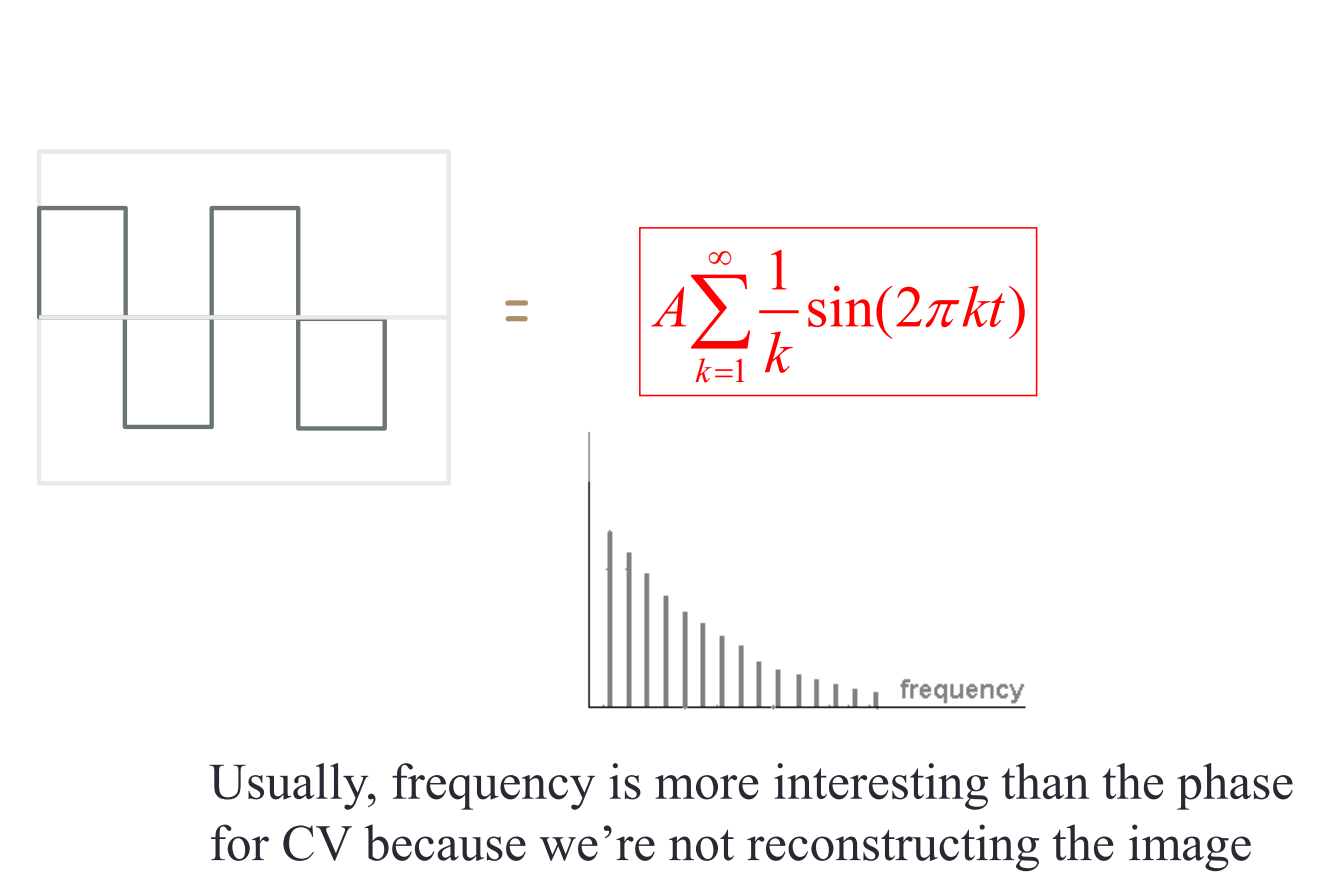 =
A∑_{k=1}^{∞} \frac{1}{k} sin(2πkt)
frequency
Usually, frequency is more interesting than the phase
for CV because we’re not reconstructing the image